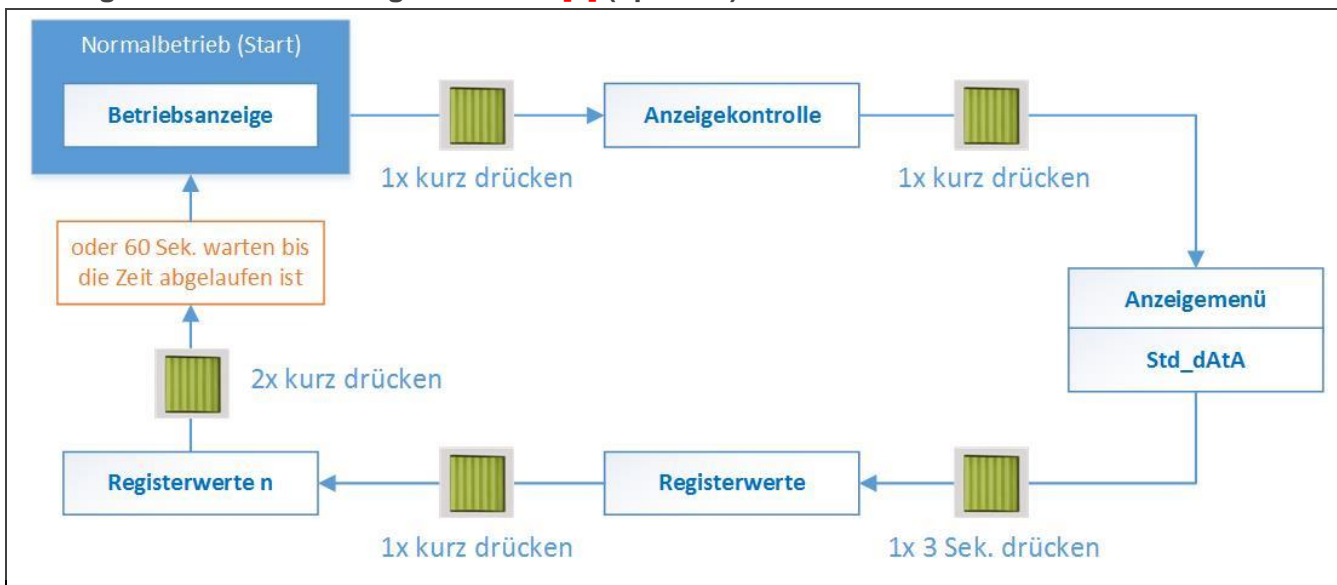 Normalbetrieb (Start)
Betriebsanzeige
1x kurz drücken
Anzeigekontrolle
1x kurz drücken
Anzeigemenü
Std_dAtA
1x 3 Sek. drücken
Registerwerte
1x kurz drücken
Registerwerte n
2x kurz drücken
oder 60 Sek. warten bis
die Zeit abgelaufen ist